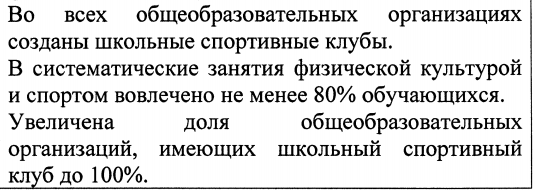 Во всех общеобразовательных организациях
созданы школьные спортивные клубы.
В систематические занятия физической культурой
и спортом вовлечено не менее 80% обучающихся.
Увеличена доля общеобразовательных
организаций, имеющих школьный спортивный
клуб до 100%.